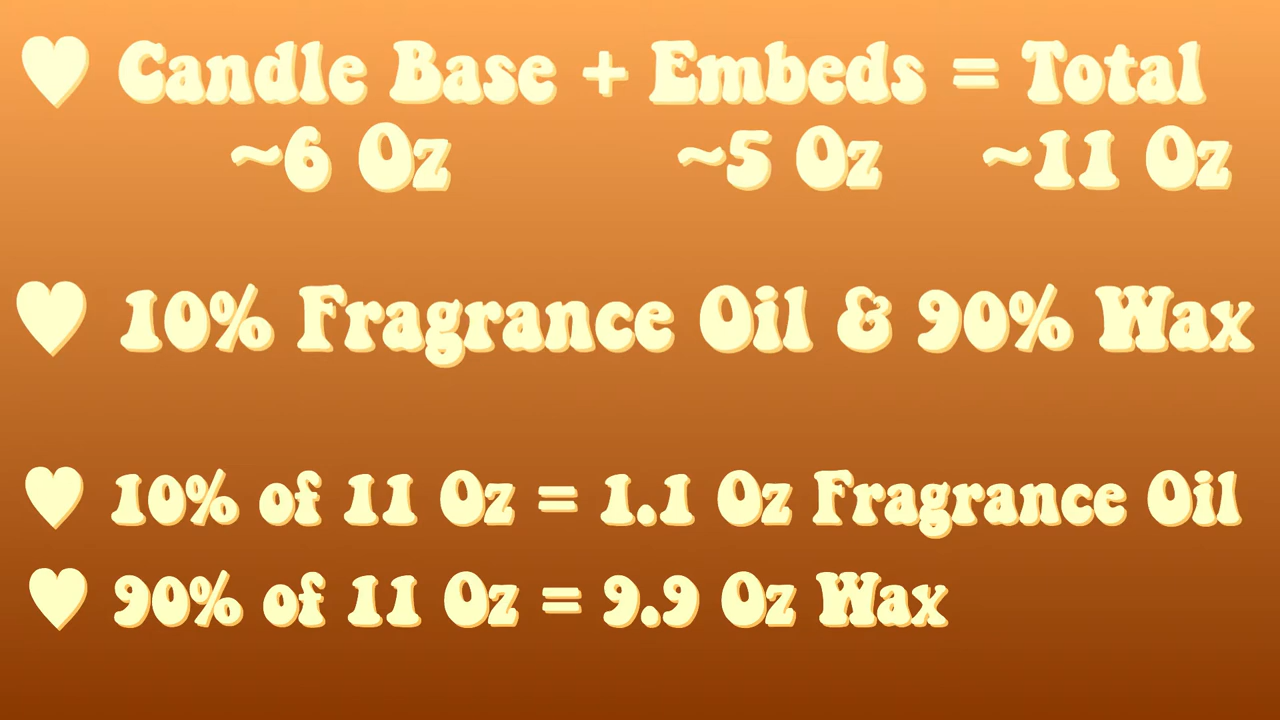 ♥ Candle Base + Embeds = Total
~6 Oz ~5 Oz ~11 Oz
♥ 10% Fragrance Oil & 90% Wax
♥ 10% of 11 Oz = 1.1 Oz Fragrance Oil
♥ 90% of 11 Oz = 9.9 Oz Wax